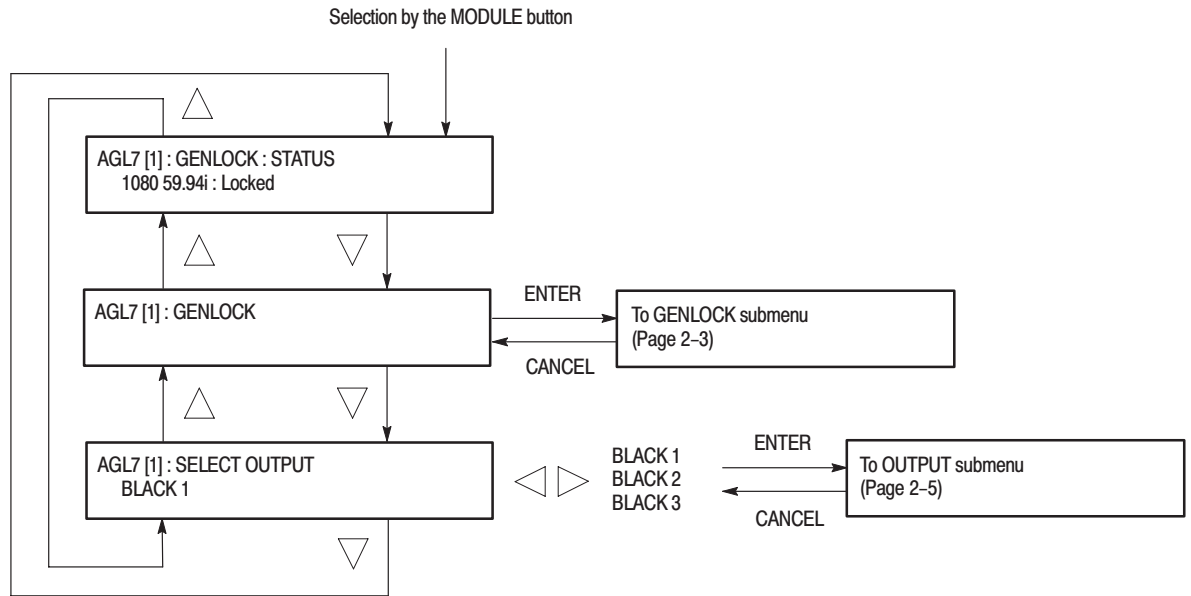 Selection by the MODULE button
AGL7 [1] : GENLOCK : STATUS
1080 59.94i : Locked
AGL7 [1] : GENLOCK
ENTER
CANCEL
To GENLOCK submenu
(Page 2–3)
AGL7 [1] : SELECT OUTPUT
BLACK 1
BLACK 1
BLACK 2
BLACK 3
ENTER
CANCEL
To OUTPUT submenu
(Page 2–5)